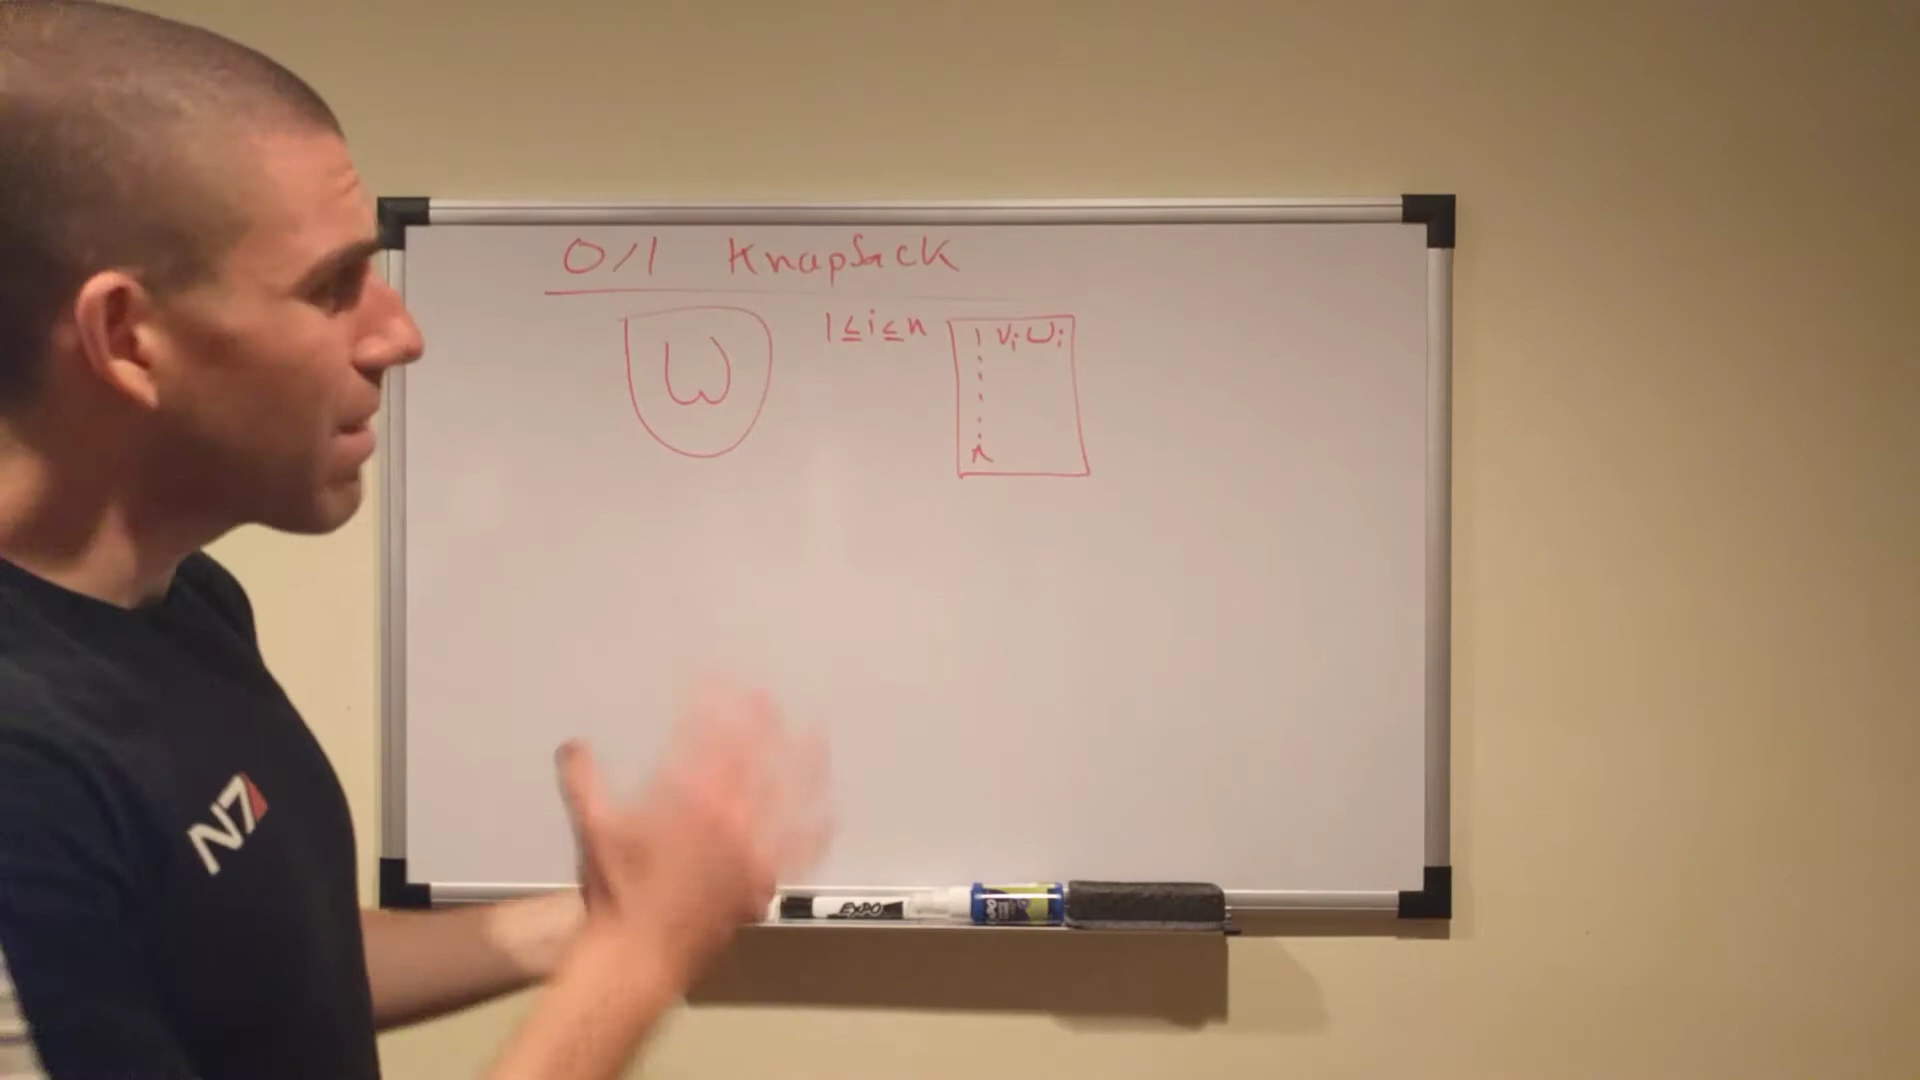 0/1 Knapsack
W
1≤i≤n
1 vᵢ wᵢ
n
N7
EXPO